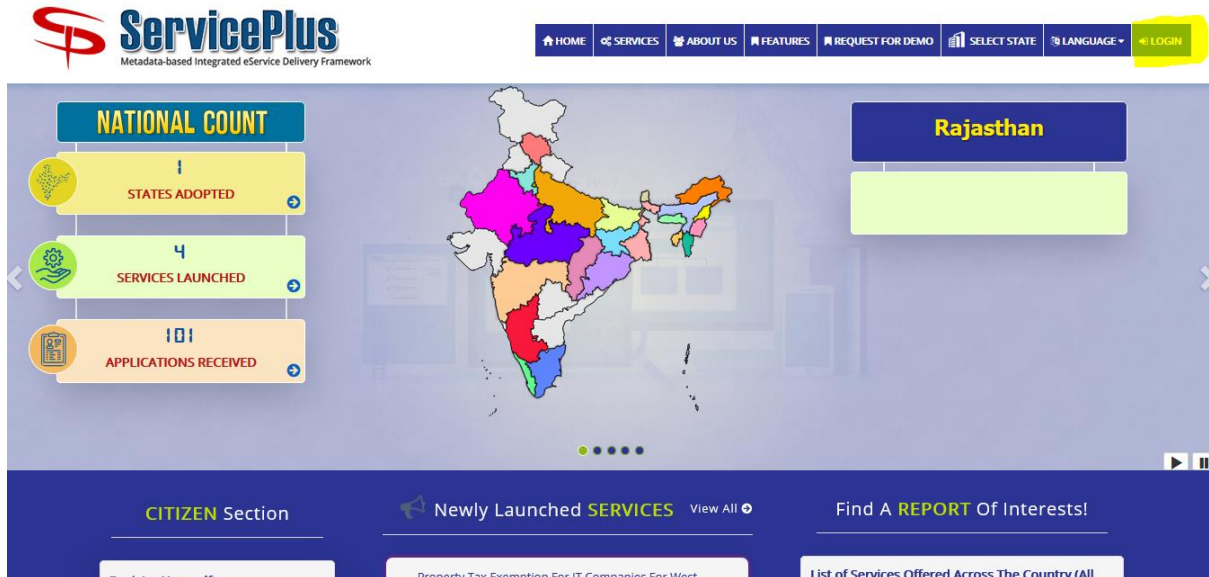 ServicePlus
Metadata-based Integrated eService Delivery Framework
HOME SERVICES ABOUT US FEATURES REQUEST FOR DEMO SELECT STATE LANGUAGE LOGIN
NATIONAL COUNT
1
STATES ADOPTED
4
SERVICES LAUNCHED
101
APPLICATIONS RECEIVED
Rajasthan
CITIZEN Section
Newly Launched SERVICES View All
Find A REPORT Of Interests!
Property Tax Exemption For IT Companies For West
List of Services Offered Across The Country (All